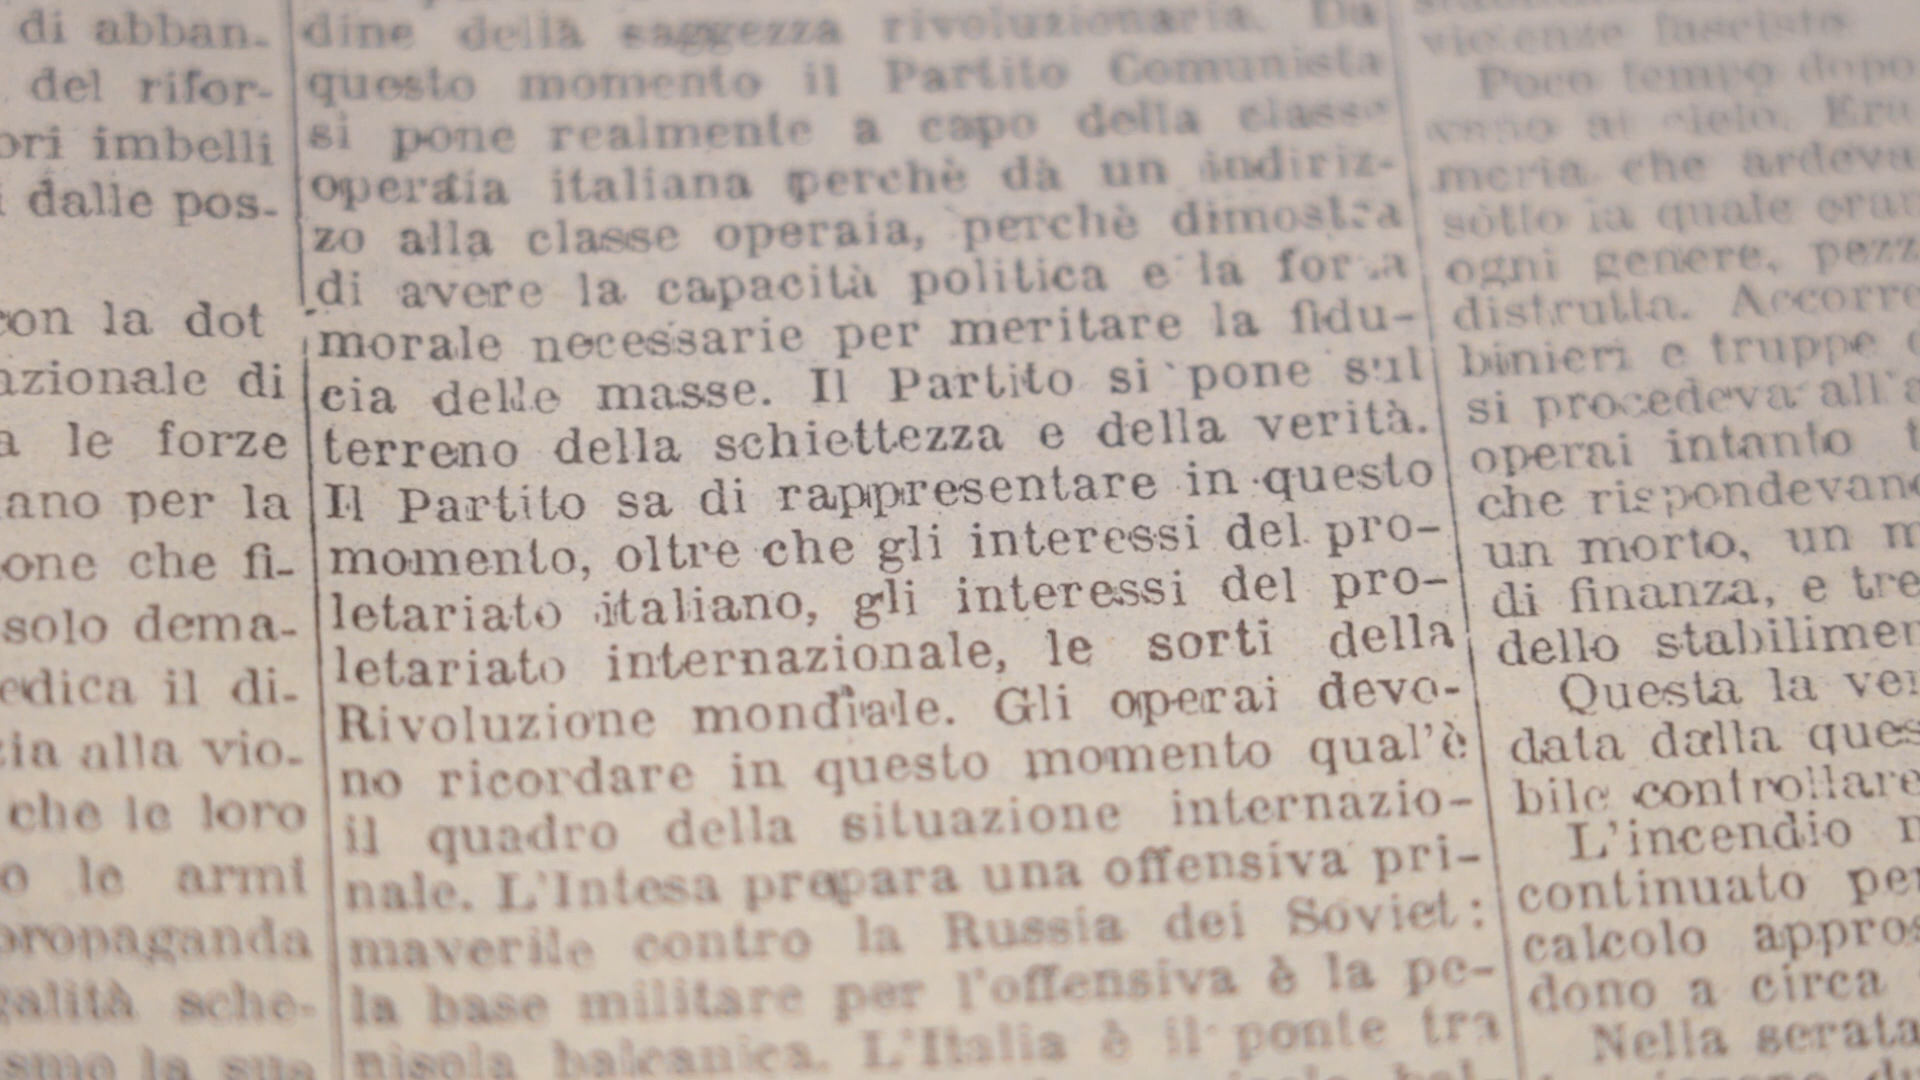 di abban-
del rifor-
ori imbelli
i dalle pos-
con la dot
azionale di
a le forze
ano per la
one che fi-
solo dema-
edica il di-
zia alla vio-
che le loro
o le armi
propaganda
galità sche-
smo la sua
dine della saggezza rivoluzionaria. Da
questo momento il Partito Comunista
si pone realmente a capo della classe
operaia italiana perchè dà un indiriz-
zo alla classe operaia, perchè dimostra
di avere la capacità politica e la forza
morale necessarie per meritare la fidu-
cia delle masse. Il Partito si pone sul
terreno della schiettezza e della verità.
Il Partito sa di rappresentare in questo
momento, oltre che gli interessi del pro-
letariato italiano, gli interessi del pro-
letariato internazionale, le sorti della
Rivoluzione mondiale. Gli operai devo-
no ricordare in questo momento qual'è
il quadro della situazione internazio-
nale. L'Intesa prepara una offensiva pri-
maverile contro la Russia dei Soviet:
la base militare per l'offensiva è la pe-
nisola balcanica. L'Italia è il ponte tra
violenze fasciste
Poco tempo dopo
al cielo. Era
meria che ardeva
sotto la quale eran
ogni genere, pezz
distrutta. Accorre
binieri e truppe
si procedeva all'a
operai intanto t
che rispondevano
un morto, un m
di finanza, e tre
dello stabilimen
Questa la ver
data dalla ques
bile controllare
L'incendio n
continuato per
calcolo appros
dono a circa
Nella serata